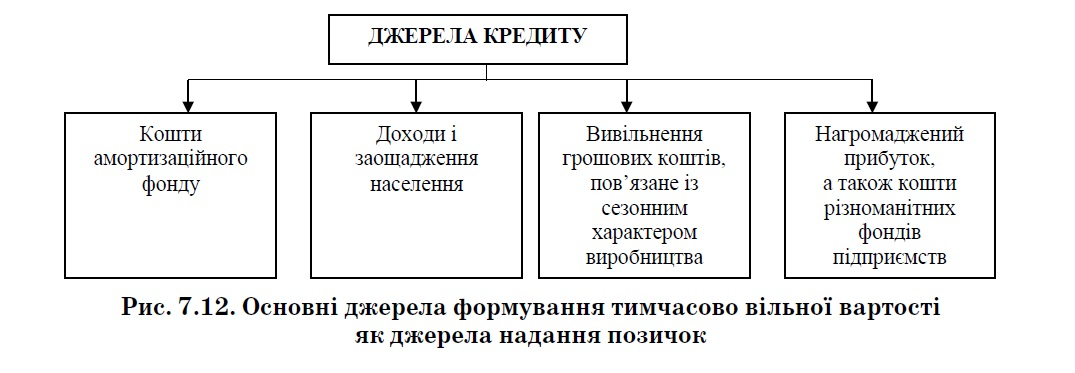 ДЖЕРЕЛА КРЕДИТУ
Кошти
амортизаційного
фонду
Доходи і
заощадження
населення
Вивільнення
грошових коштів,
пов’язане із
сезонним
характером
виробництва
Нагромаджений
прибуток,
а також кошти
різноманітних
фондів
підприємств
Рис. 7.12. Основні джерела формування тимчасово вільної вартості
як джерела надання позичок